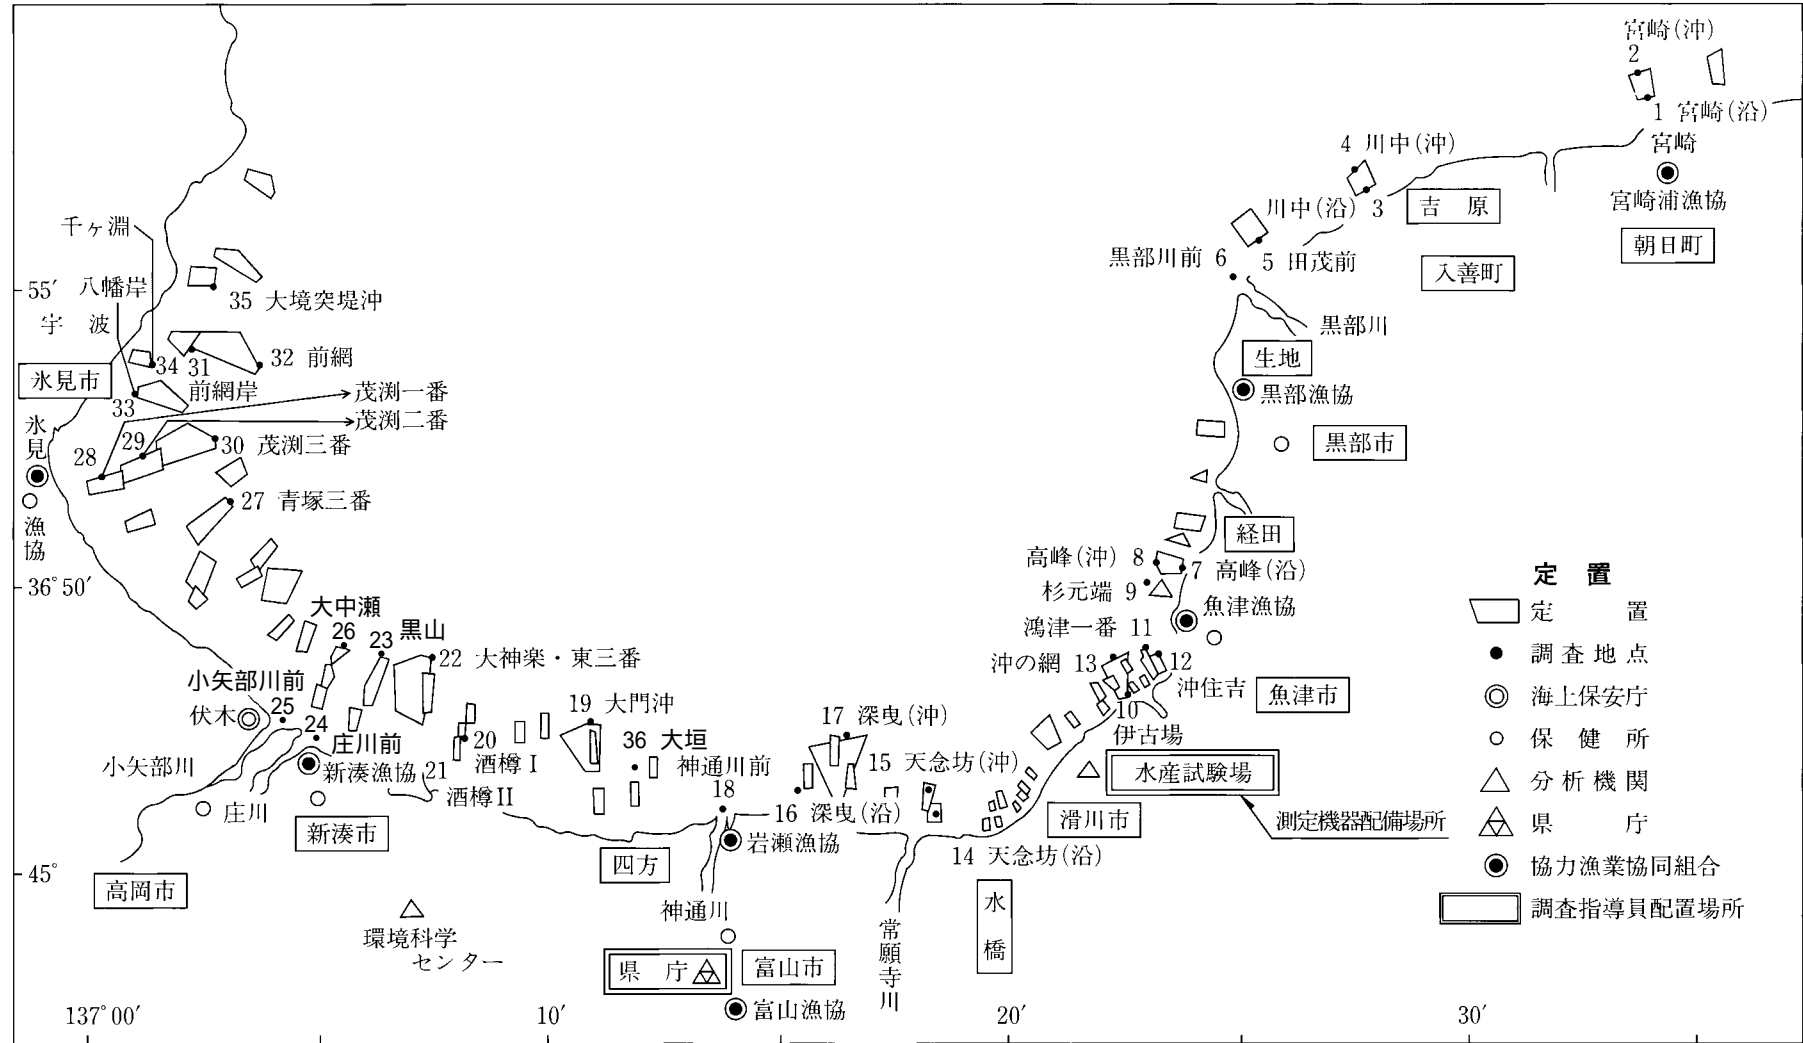 宮崎(沖)
2
1 宮崎(沿)
宮崎
宮崎浦漁協
朝日町
4 川中(沖)
川中(沿) 3
吉 原
入善町
黒部川前 6
5 田茂前
黒部川
生地
黒部漁協
黒部市
経田
高峰(沖) 8
7 高峰(沿)
杉元端 9
魚津漁協
鴻津一番 11
沖の網 13
12
沖住吉
魚津市
10
伊古場
水産試験場
測定機器配備場所
滑川市
千ヶ淵
八幡岸
宇 波
55′
35 大境突堤沖
34
31
32 前網
氷見市
33
前網岸
茂渕一番
茂渕二番
28
29
30 茂渕三番
氷見
漁協
27 青塚三番
36°50′
大中瀬
26
23
黒山
22 大神楽・東三番
小矢部川前
伏木
25
24
庄川前
小矢部川
新湊漁協
21
酒樽II
20
酒樽 I
庄川
新湊市
19 大門沖
36 大垣
神通川前
18
17 深曳(沖)
15 天念坊(沖)
16 深曳(沿)
岩瀬漁協
14 天念坊(沿)
四方
水橋
45°
高岡市
環境科学
センター
神通川
常願寺川
県 庁
富山市
富山漁協
137°00′
10′
20′
30′
定 置
定 置
調査地点
海上保安庁
保健所
分析機関
県 庁
協力漁業協同組合
調査指導員配置場所